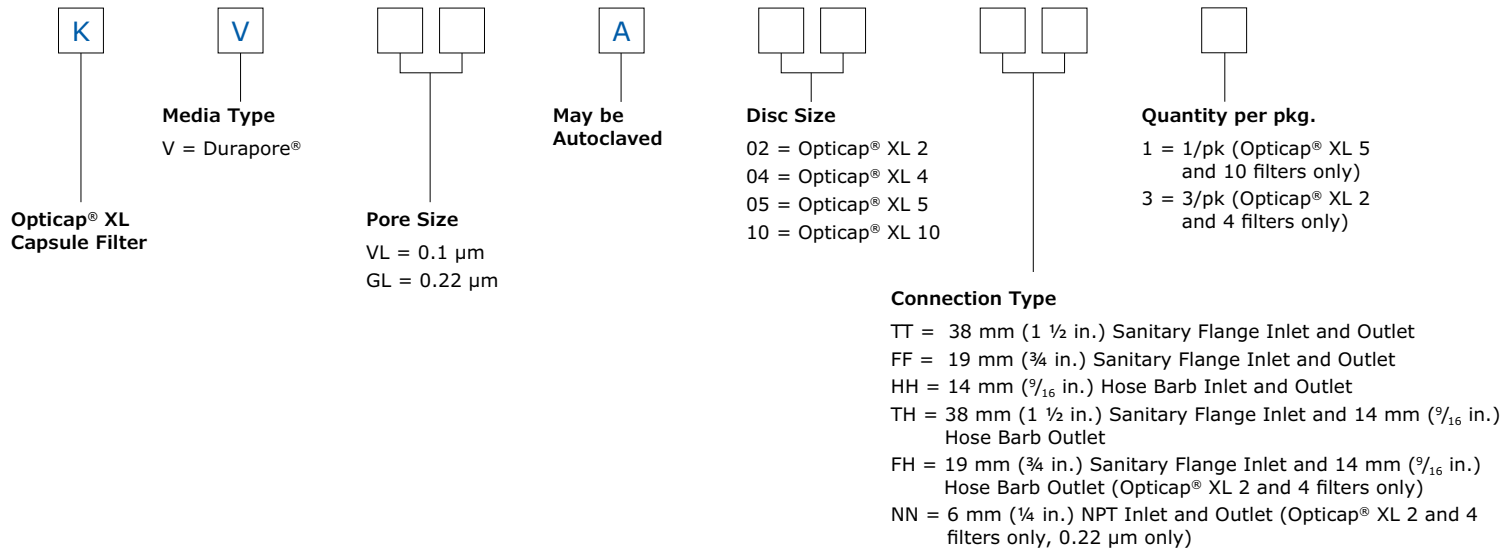 K V A
Media Type
V = Durapore®
May be
Autoclaved
Disc Size
02 = Opticap® XL 2
04 = Opticap® XL 4
05 = Opticap® XL 5
10 = Opticap® XL 10
Quantity per pkg.
1 = 1/pk (Opticap® XL 5
and 10 filters only)
3 = 3/pk (Opticap® XL 2
and 4 filters only)
Opticap® XL
Capsule Filter
Pore Size
VL = 0.1 µm
GL = 0.22 µm
Connection Type
TT = 38 mm (1 ½ in.) Sanitary Flange Inlet and Outlet
FF = 19 mm (¾ in.) Sanitary Flange Inlet and Outlet
HH = 14 mm (9/16 in.) Hose Barb Inlet and Outlet
TH = 38 mm (1 ½ in.) Sanitary Flange Inlet and 14 mm (9/16 in.)
Hose Barb Outlet
FH = 19 mm (¾ in.) Sanitary Flange Inlet and 14 mm (9/16 in.)
Hose Barb Outlet (Opticap® XL 2 and 4 filters only)
NN = 6 mm (¼ in.) NPT Inlet and Outlet (Opticap® XL 2 and 4
filters only, 0.22 µm only)